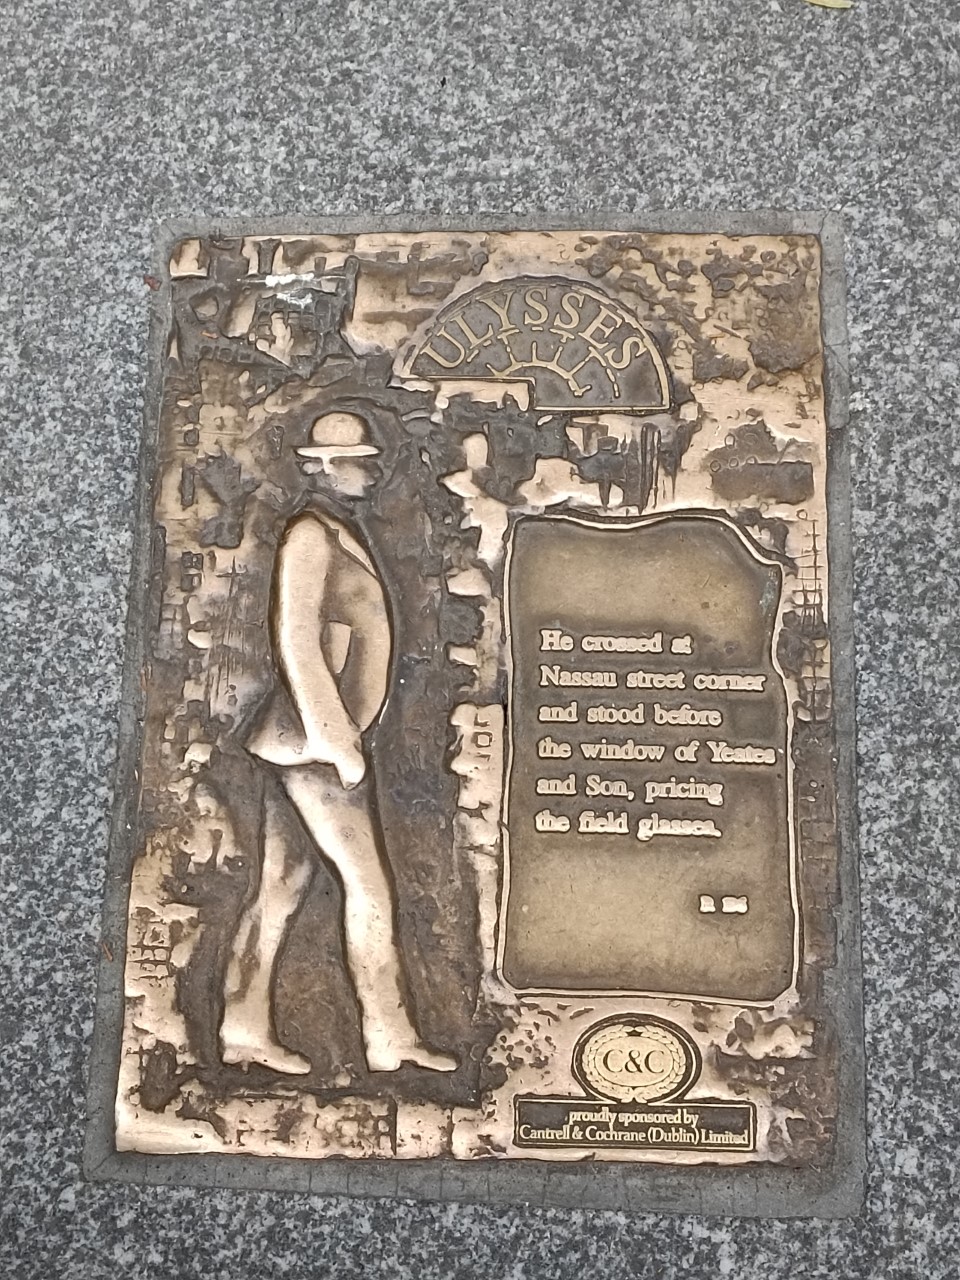 ULYSSES
He crossed at
Nassau street corner
and stood before
the window of Yeates
and Son, pricing
the field glasses.
C&C
proudly sponsored by
Cantrell & Cochrane (Dublin) Limited